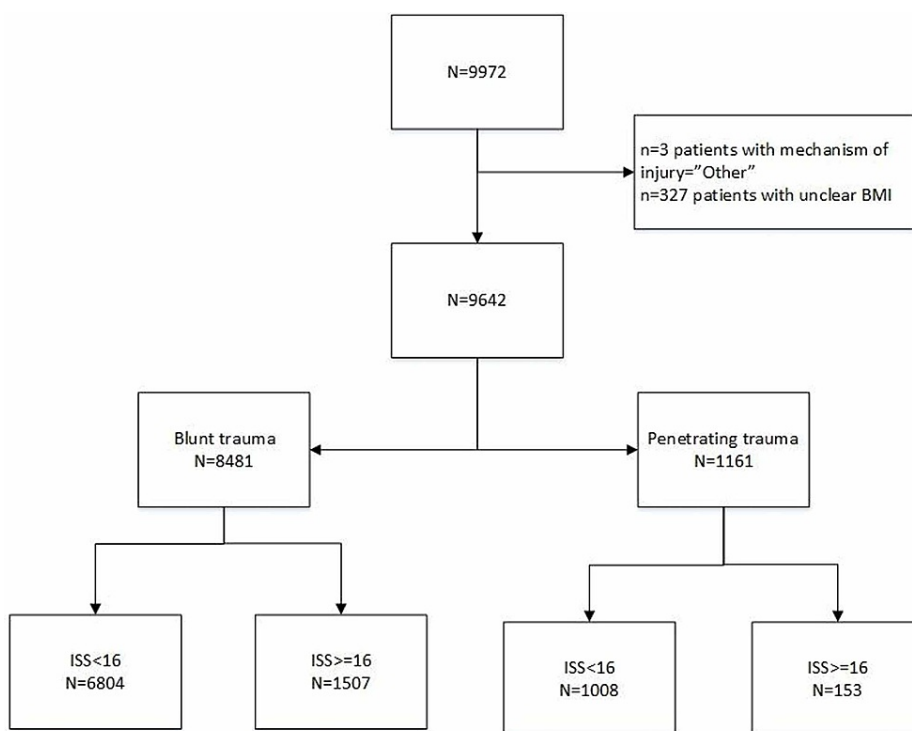 N=9972
n=3 patients with mechanism of
injury=”Other”
n=327 patients with unclear BMI
N=9642
Blunt trauma
N=8481
Penetrating trauma
N=1161
ISS<16
N=6804
ISS>=16
N=1507
ISS<16
N=1008
ISS>=16
N=153